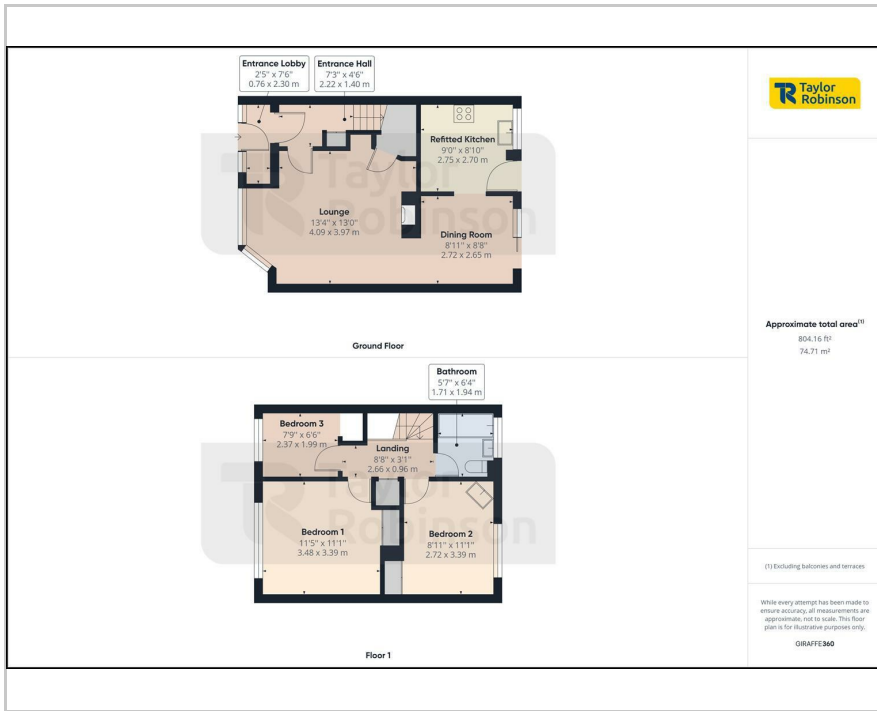 Entrance Lobby
2'5" x 7'6"
0.76 x 2.30 m
Entrance Hall
7'3" x 4'6"
2.22 x 1.40 m
Refitted Kitchen
9'0" x 8'10"
2.75 x 2.70 m
Taylor
Robinson
Lounge
13'4" x 13'0"
4.09 x 3.97 m
Dining Room
8'11" x 8'8"
2.72 x 2.65 m
Ground Floor
Bathroom
5'7" x 6'4"
1.71 x 1.94 m
Bedroom 3
7'9" x 6'6"
2.37 x 1.99 m
Landing
8'8" x 3'1"
2.66 x 0.96 m
Taylor
Robinson
Bedroom 1
11'5" x 11'1"
3.48 x 3.39 m
Bedroom 2
8'11" x 11'1"
2.72 x 3.39 m
Floor 1
Taylor
Robinson
Approximate total area(1)
804.16 ft²
74.71 m²
(1) Excluding balconies and terraces
While every attempt has been made to
ensure accuracy, all measurements are
approximate, not to scale. This floor
plan is for illustrative purposes only.
GIRAFFE360